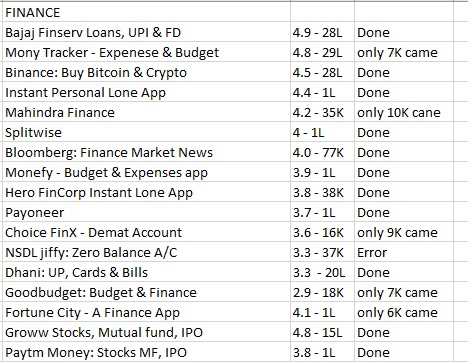 FINANCE
Bajaj Finserv Loans, UPI & FD 4.9 - 28L Done
Mony Tracker - Expenese & Budget 4.8 - 29L only 7K came
Binance: Buy Bitcoin & Crypto 4.5 - 28L Done
Instant Personal Lone App 4.4 - 1L Done
Mahindra Finance 4.2 - 35K only 10K cane
Splitwise 4 - 1L Done
Bloomberg: Finance Market News 4.0 - 77K Done
Monefy - Budget & Expenses app 3.9 - 1L Done
Hero FinCorp Instant Lone App 3.8 - 38K Done
Payoneer 3.7 - 1L Done
Choice FinX - Demat Account 3.6 - 16K only 9K came
NSDL jiffy: Zero Balance A/C 3.3 - 37K Error
Dhani: UP, Cards & Bills 3.3 - 20L Done
Goodbudget: Budget & Finance 2.9 - 18K only 7K came
Fortune City - A Finance App 4.1 - 1L only 6K came
Groww Stocks, Mutual fund, IPO 4.8 - 15L Done
Paytm Money: Stocks MF, IPO 3.8 - 1L Done